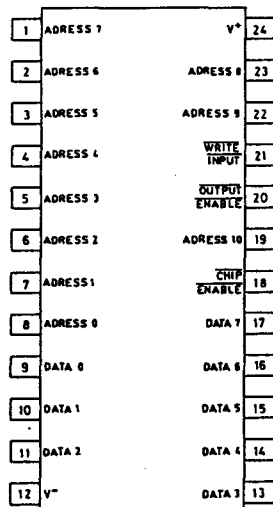 1 ADRESS 7 V+ 24
2 ADRESS 6 ADRESS 8 23
3 ADRESS 5 ADRESS 9 22
4 ADRESS 4 WRITE INPUT 21
5 ADRESS 3 OUTPUT ENABLE 20
6 ADRESS 2 ADRESS 10 19
7 ADRESS 1 CHIP ENABLE 18
8 ADRESS 0 DATA 7 17
9 DATA 0 DATA 6 16
10 DATA 1 DATA 5 15
11 DATA 2 DATA 4 14
12 V- DATA 3 13